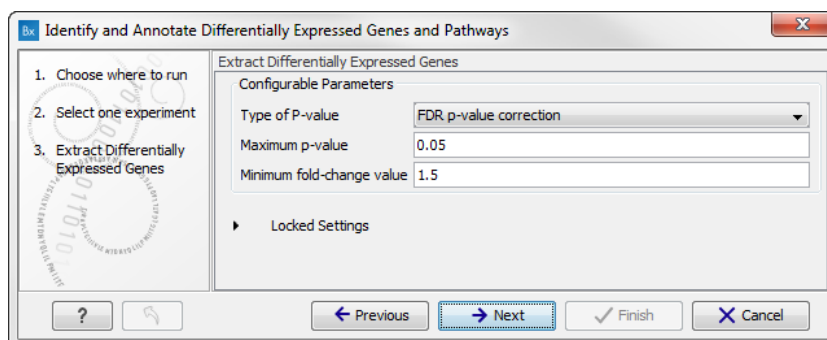 Bx Identify and Annotate Differentially Expressed Genes and Pathways
1. Choose where to run
2. Select one experiment
3. Extract Differentially
Expressed Genes
Extract Differentially Expressed Genes
Configurable Parameters
Type of P-value FDR p-value correction
Maximum p-value 0.05
Minimum fold-change value 1.5
Locked Settings
? Previous Next Finish Cancel